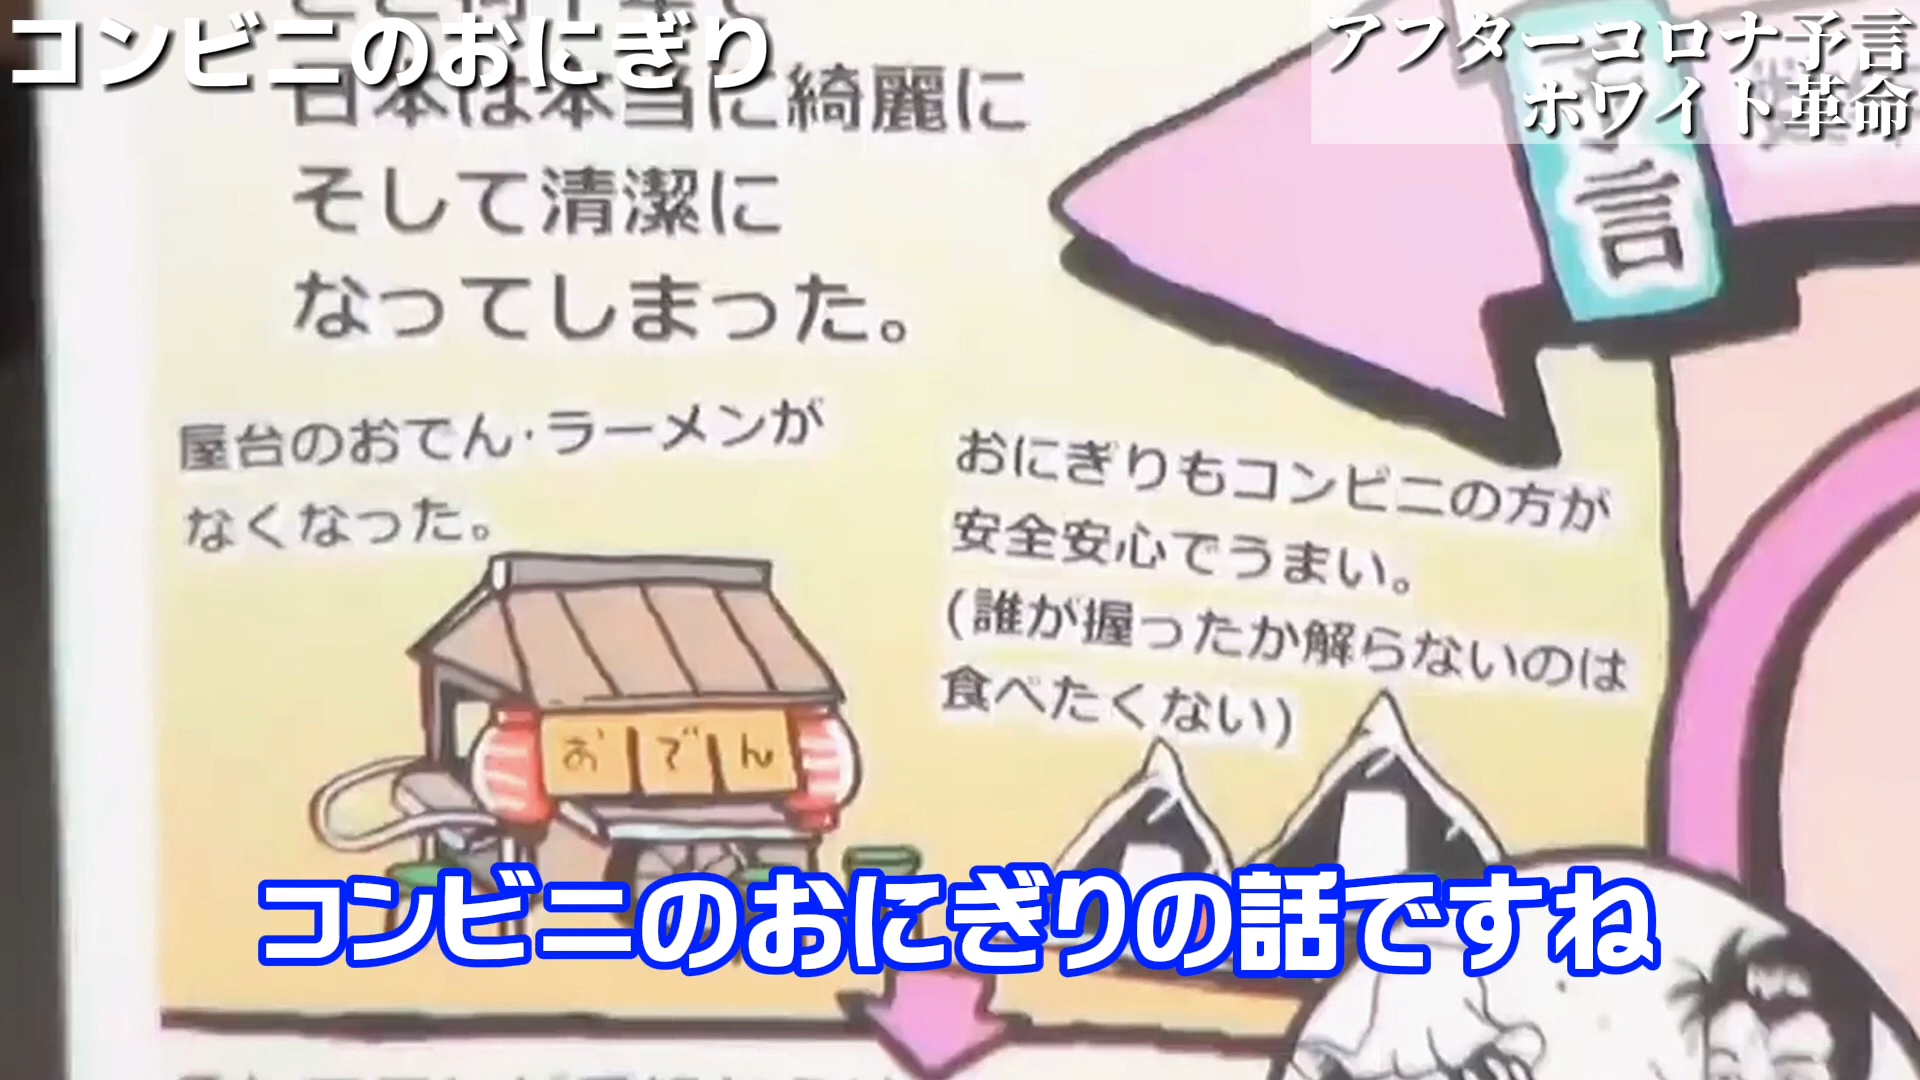 コンビニのおにぎり
アフターコロナ予言
ホワイト革命
言
日本は本当に綺麗に
そして清潔に
なってしまった。
屋台のおでん・ラーメンが
なくなった。
おにぎりもコンビニの方が
安全安心でうまい。
(誰が握ったか解らないのは
食べたくない)
おでん
コンビニのおにぎりの話ですね